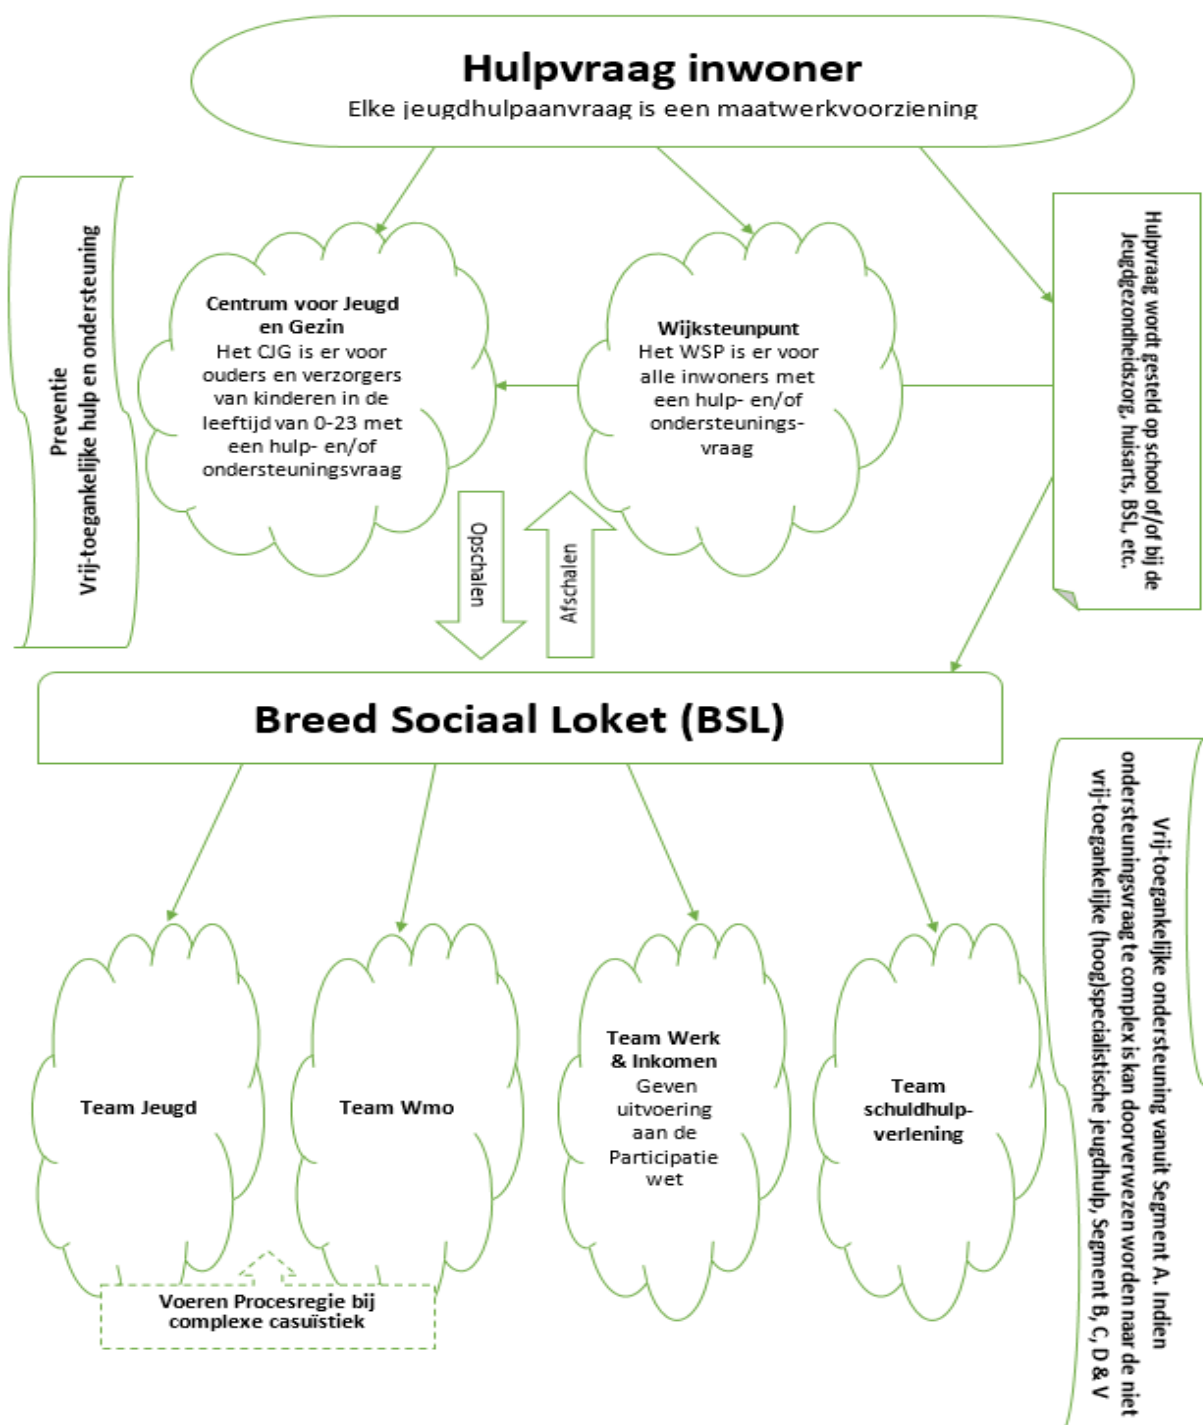 Hulpvraag inwoner
Elke jeugdhulpaanvraag is een maatwerkvoorziening
Preventie
Vrij-toegankelijke hulp en ondersteuning
Centrum voor Jeugd
en Gezin
Het CJG is er voor
ouders en verzorgers
van kinderen in de
leeftijd van 0-23 met
een hulp- en/of
ondersteuningsvraag
Wijksteunpunt
Het WSP is er voor
alle inwoners met
een hulp- en/of
ondersteunings-
vraag
Hulpvraag wordt gesteld op school of/of bij de
Jeugdgezondheidszorg, huisarts, BSL, etc.
Opschalen
Afschalen
Breed Sociaal Loket (BSL)
Team Jeugd
Team Wmo
Team Werk
& Inkomen
Geven
uitvoering
aan de
Participatie
wet
Team
schuldhulp-
verlening
Vrij-toegankelijke ondersteuning vanuit Segment A. Indien
ondersteuningsvraag te complex is kan doorverwezen worden naar de niet
vrij-toegankelijke (hoog)specialistische jeugdhulp, Segment B, C, D & V
Voeren Procesregie bij
complexe casuïstiek